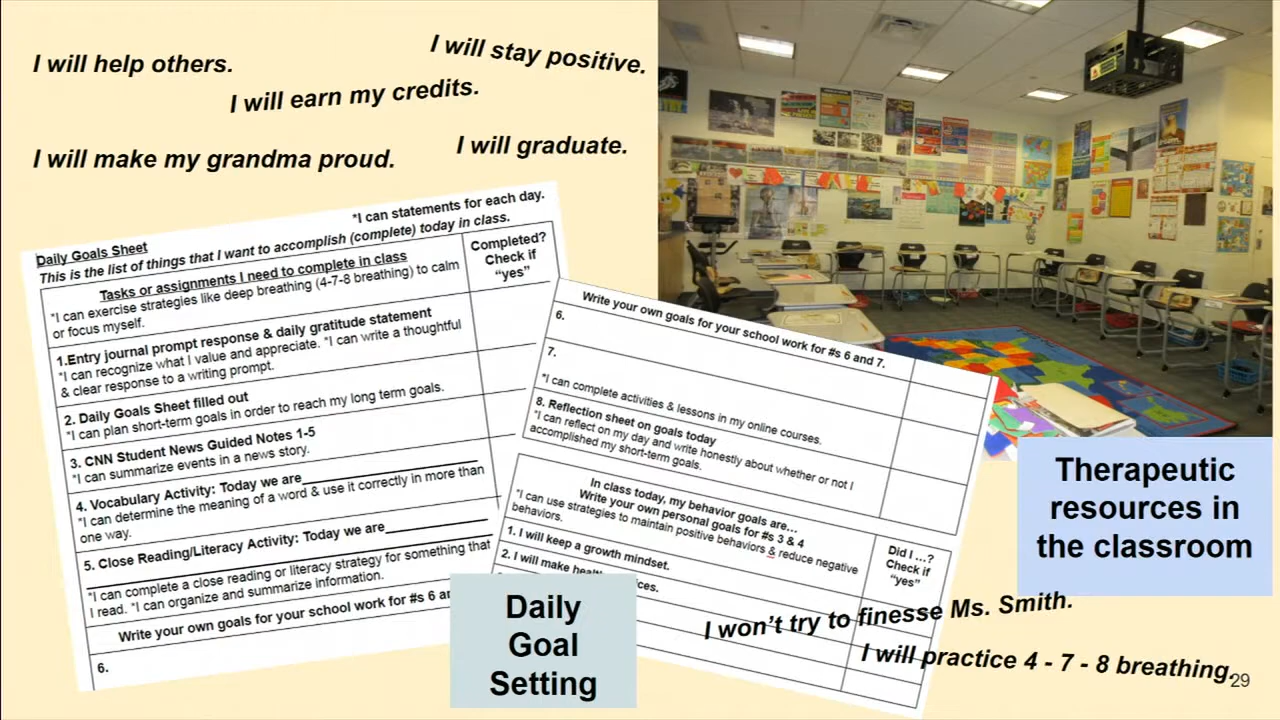 I will help others.
I will stay positive.
I will earn my credits.
I will make my grandma proud.
I will graduate.
*I can statements for each day.
Daily Goals Sheet
This is the list of things that I want to accomplish (complete) today in class.
Tasks or assignments I need to complete in class
*I can exercise strategies like deep breathing (4-7-8 breathing) to calm
or focus myself.
Completed?
Check if
“yes”
1.Entry journal prompt response & daily gratitude statement
*I can recognize what I value and appreciate. *I can write a thoughtful
& clear response to a writing prompt.
2. Daily Goals Sheet filled out
*I can plan short-term goals in order to reach my long term goals.
3. CNN Student News Guided Notes 1-5
*I can summarize events in a news story.
4. Vocabulary Activity: Today we are
*I can determine the meaning of a word & use it correctly in more than
one way.
5. Close Reading/Literacy Activity: Today we are
*I can complete a close reading or literacy strategy for something that
I read. *I can organize and summarize information.
Write your own goals for your school work for #s 6 an
6.
Write your own goals for your school work for #s 6 and 7.
6.
7.
*I can complete activities & lessons in my online courses.
8. Reflection sheet on goals today
*I can reflect on my day and write honestly about whether or not I
accomplished my short-term goals.
In class today, my behavior goals are...
Write your own personal goals for #s 3 & 4
*I can use strategies to maintain positive behaviors & reduce negative
behaviors.
Did I ...?
Check if
“yes”
1. I will keep a growth mindset.
2. I will make
Daily
Goal
Setting
Therapeutic
resources in
the classroom
I won’t try to finesse Ms. Smith.
I will practice 4 - 7 - 8 breathing.
29